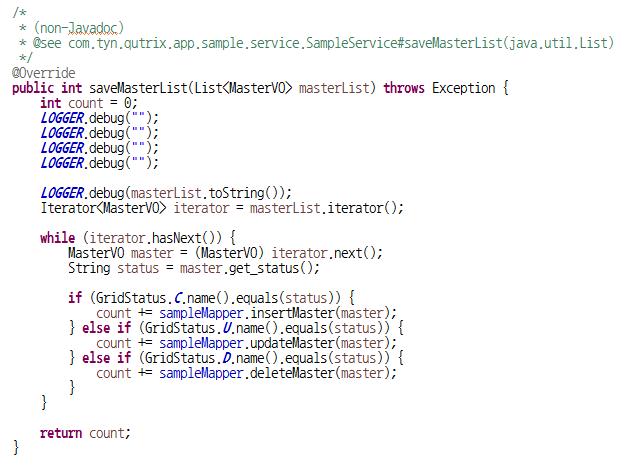 /*
 * (non-Javadoc)
 * @see com.tyn.qutrix.app.sample.service.SampleService#saveMasterList(java.util.List)
 */
@Override
public int saveMasterList(List<MasterVO> masterList) throws Exception {
    int count = 0;
    LOGGER.debug("");
    LOGGER.debug("");
    LOGGER.debug("");
    LOGGER.debug("");

    LOGGER.debug(masterList.toString());
    Iterator<MasterVO> iterator = masterList.iterator();

    while (iterator.hasNext()) {
        MasterVO master = (MasterVO) iterator.next();
        String status = master.get_status();

        if (GridStatus.C.name().equals(status)) {
            count += sampleMapper.insertMaster(master);
        } else if (GridStatus.U.name().equals(status)) {
            count += sampleMapper.updateMaster(master);
        } else if (GridStatus.D.name().equals(status)) {
            count += sampleMapper.deleteMaster(master);
        }
    }

    return count;
}